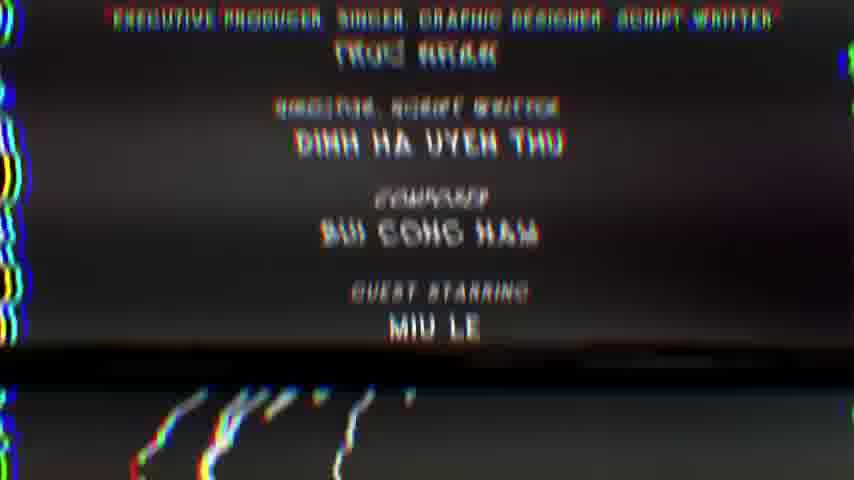 EXECUTIVE PRODUCER, SINGER, GRAPHIC DESIGNER, SCRIPT WRITTER
TRUC NHAN
DIRECTOR, SCRIPT WRITTER
DINH HA UYEN THU
COMPOSER
BUI CONG NAM
GUEST STARRING
MIU LE